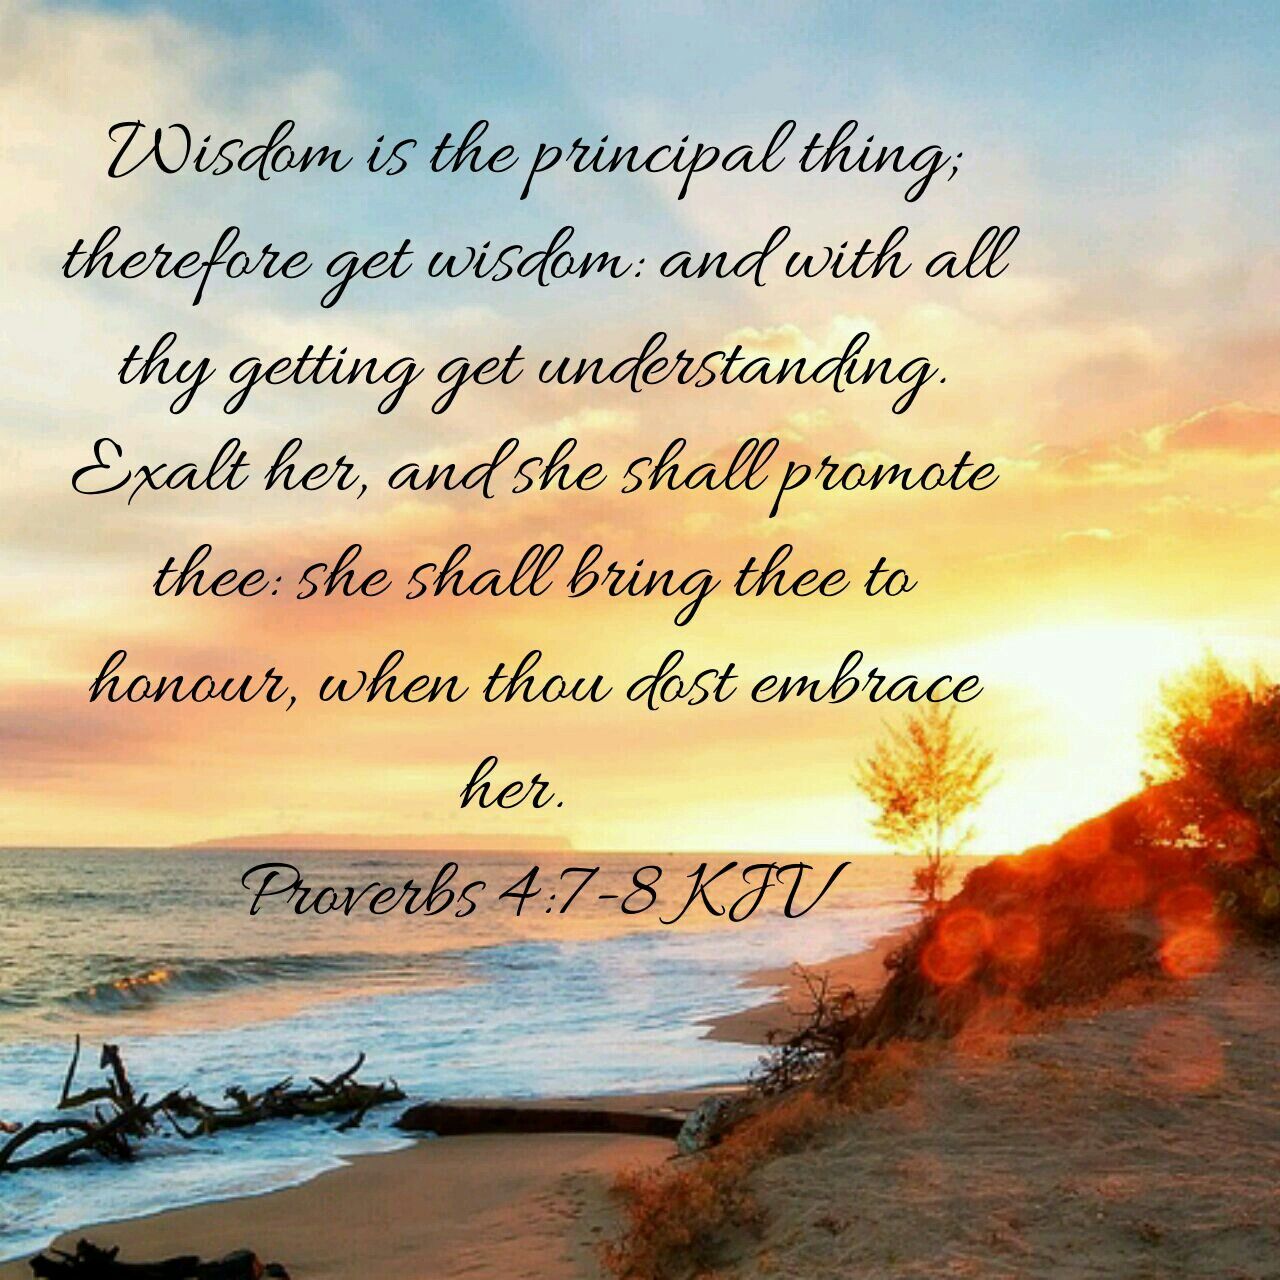 Wisdom is the principal thing;
therefore get wisdom: and with all
thy getting get understanding.
Exalt her, and she shall promote
thee: she shall bring thee to
honour, when thou dost embrace
her.
Proverbs 4:7-8 KJV